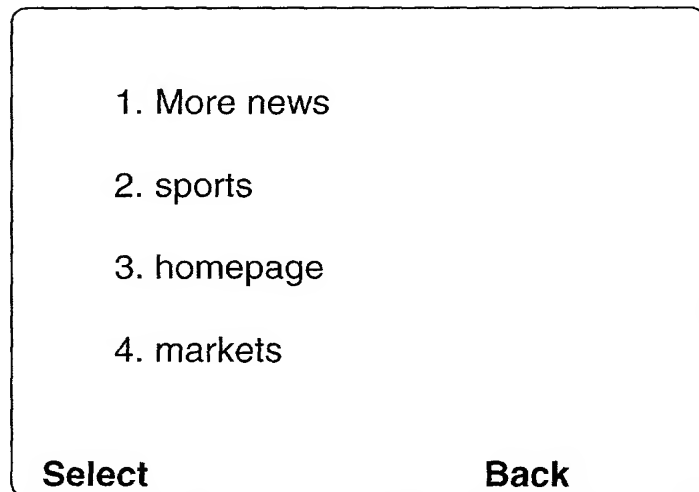 1. More news
2. sports
3. homepage
4. markets
Select Back